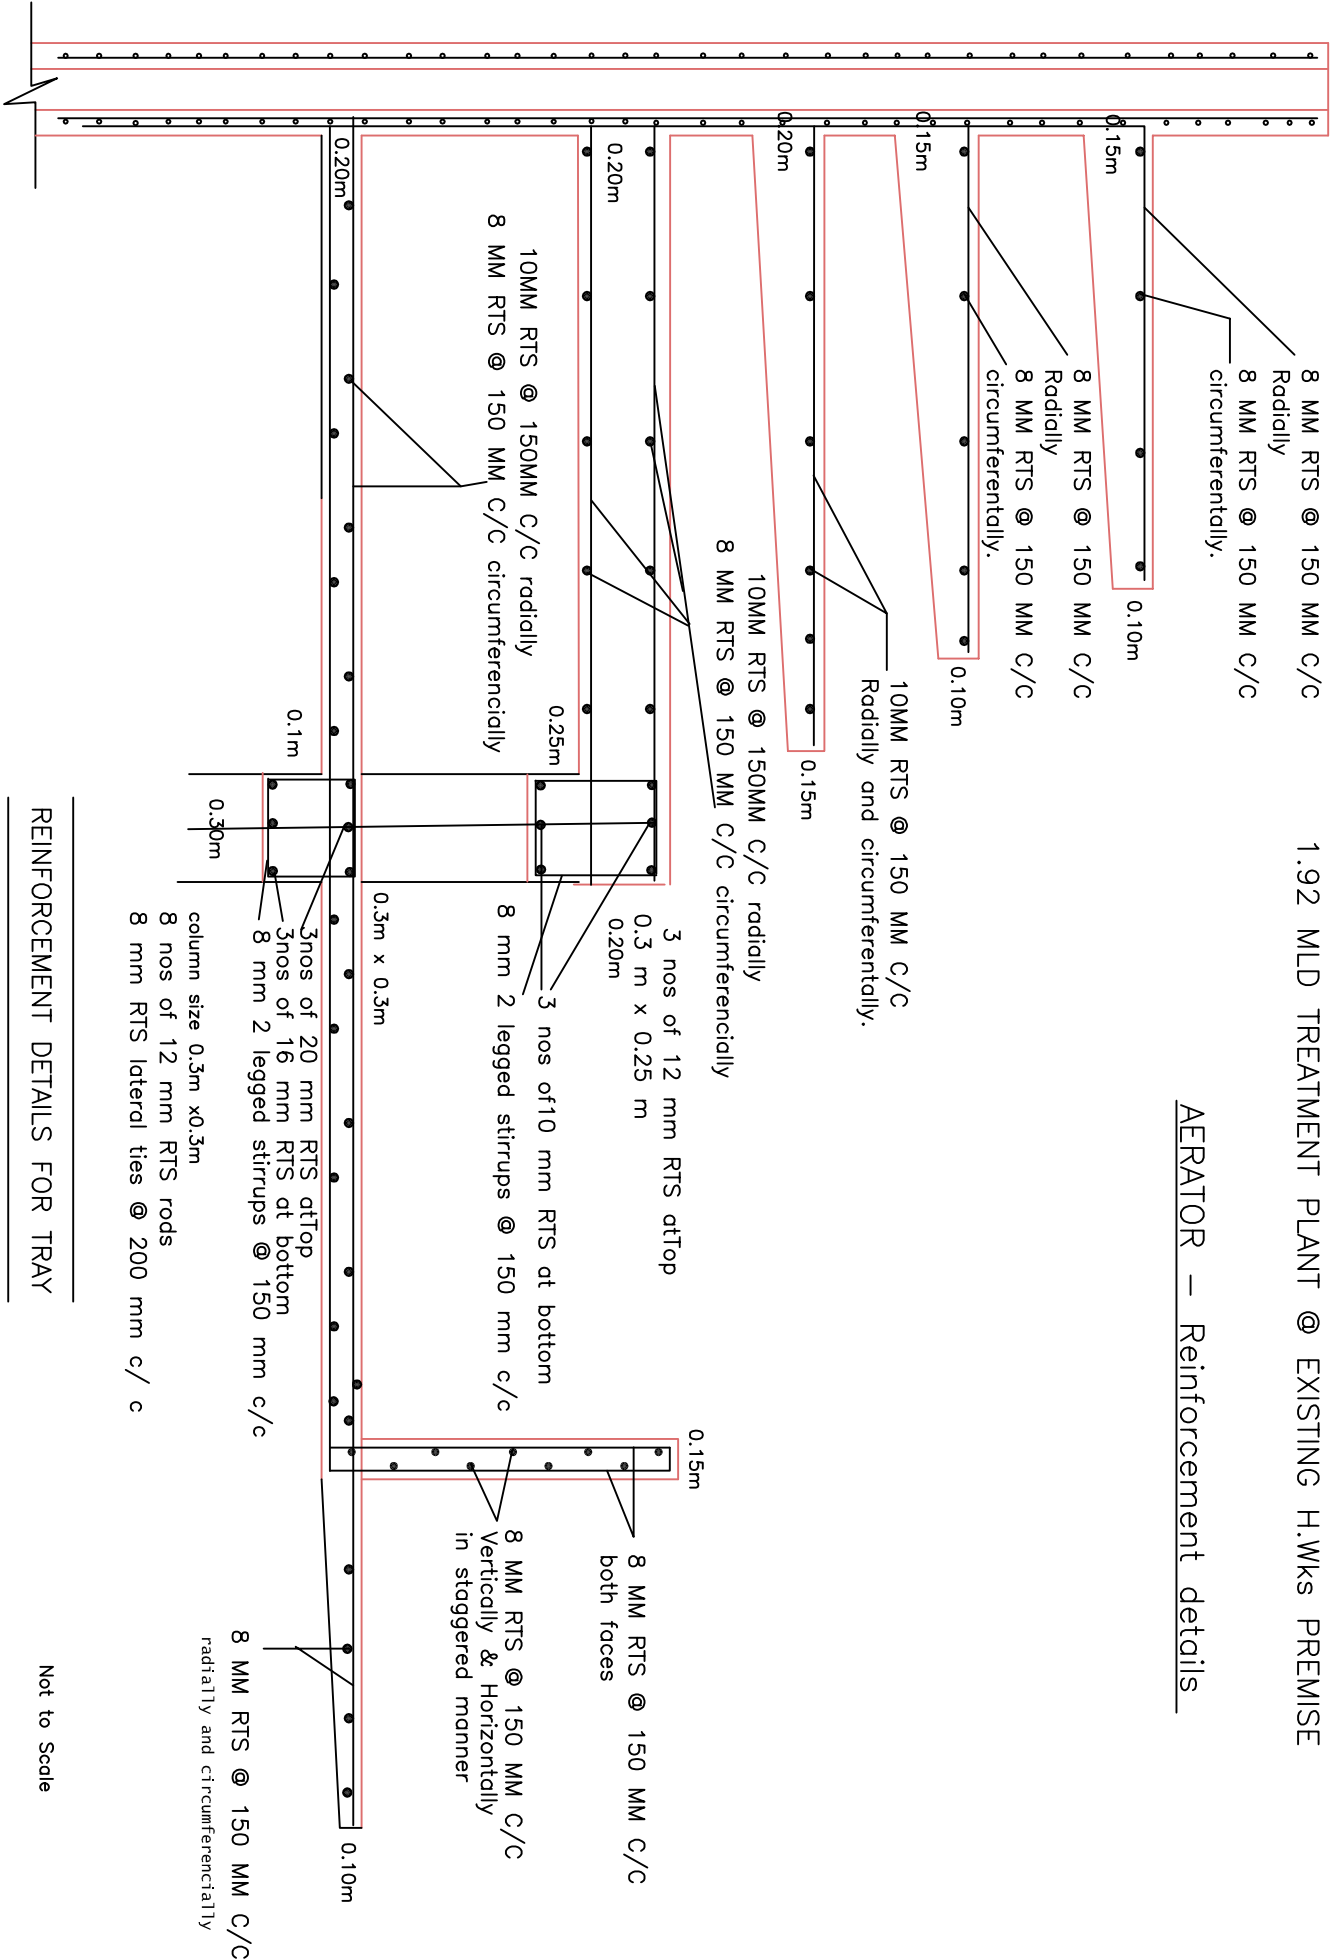 1.92 MLD TREATMENT PLANT @ EXISTING H.Wks PREMISE
AERATOR – Reinforcement details
8 MM RTS @ 150 MM C/C
Radially
8 MM RTS @ 150 MM C/C
circumferentally.
0.15m
0.10m
8 MM RTS @ 150 MM C/C
Radially
8 MM RTS @ 150 MM C/C
circumferentally.
0.15m
0.10m
10MM RTS @ 150 MM C/C
Radially and circumferentally.
0.20m
0.15m
10MM RTS @ 150MM C/C radially
8 MM RTS @ 150 MM C/C circumferencially
0.20m
3 nos of 12 mm RTS atTop
0.3 m x 0.25 m
0.20m
0.25m
3 nos of10 mm RTS at bottom
8 mm 2 legged stirrups @ 150 mm c/c
10MM RTS @ 150MM C/C radially
8 MM RTS @ 150 MM C/C circumferencially
0.20m
0.15m
8 MM RTS @ 150 MM C/C
both faces
8 MM RTS @ 150 MM C/C
Vertically & Horizontally
in staggered manner
0.3m x 0.3m
0.1m
0.30m
3nos of 20 mm RTS atTop
3nos of 16 mm RTS at bottom
8 mm 2 legged stirrups @ 150 mm c/c
column size 0.3m x0.3m
8 nos of 12 mm RTS rods
8 mm RTS lateral ties @ 200 mm c/ c
0.10m
8 MM RTS @ 150 MM C/C
radially and circumferencially
REINFORCEMENT DETAILS FOR TRAY
Not to Scale